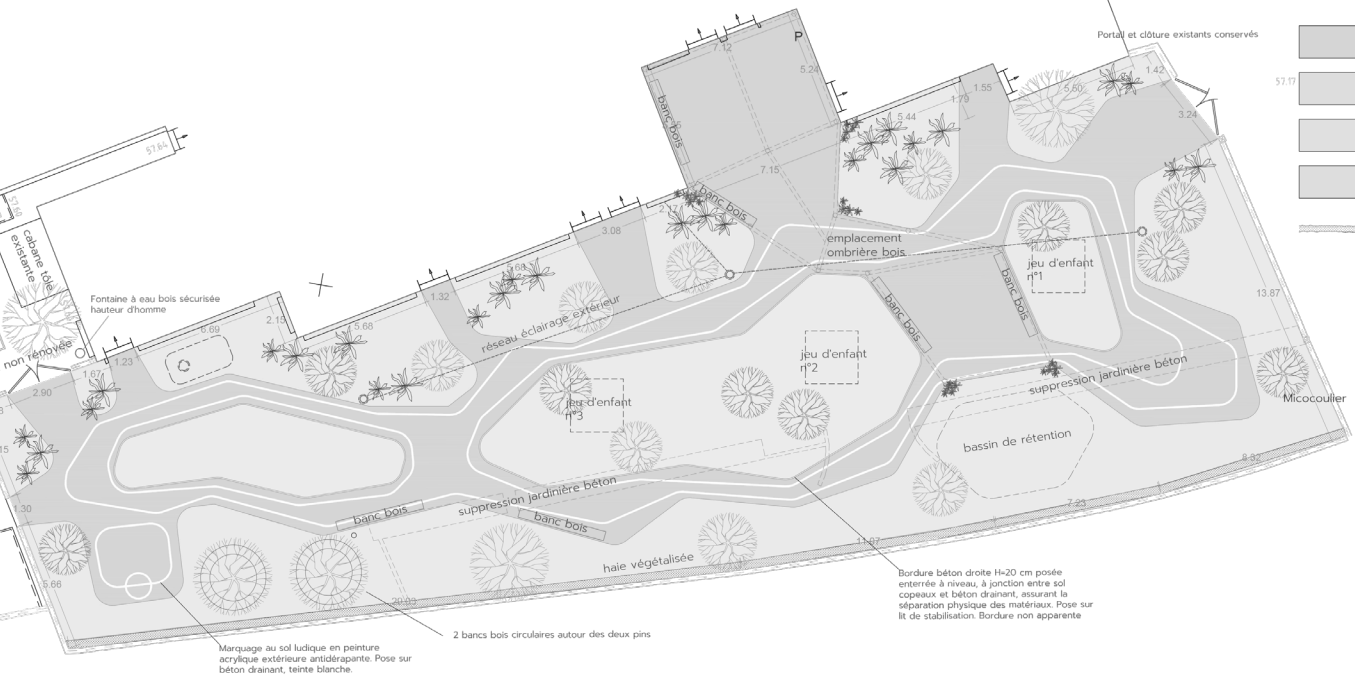 7.12
P
Portail et clôture existants conservés
5.24
1.42
57.17
banc bois
1.55
5.50
1.79
3.24
5.44
57.64
57.60
7.15
cabane tôlé
existante
banc bois
2.17
3.08
emplacement
ombrière bois
jeu d'enfant
n°1
5.68
banc bois
13.87
Fontaine à eau bois sécurisée
hauteur d'homme
1.32
réseau éclairage extérieur
banc bois
2.15
6.69
5.68
non rénovée
1.23
1.67
jeu d'enfant
n°2
2.90
suppression jardinière béton
jeu d'enfant
n°3
Micocoulier
bassin de rétention
8.52
suppression jardinière béton
7.23
banc bois
banc bois
1.30
11.07
haie végétalisée
5.66
20.03
Bordure béton droite H=20 cm posée
enterrée à niveau, à jonction entre sol
copeaux et béton drainant, assurant la
séparation physique des matériaux. Pose sur
lit de stabilisation. Bordure non apparente
2 bancs bois circulaires autour des deux pins
Marquage au sol ludique en peinture
acrylique extérieure antidérapante. Pose sur
béton drainant, teinte blanche.